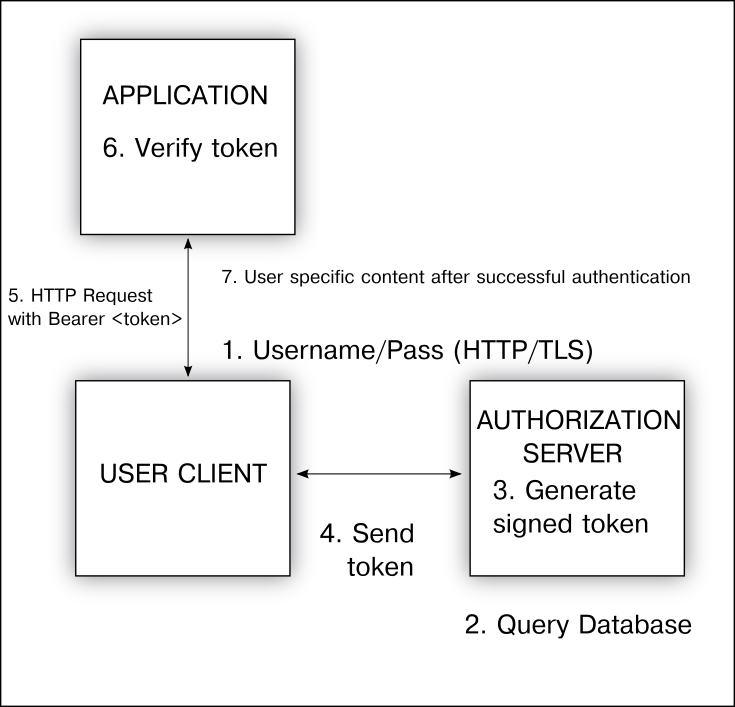 APPLICATION
6. Verify token
7. User specific content after successful authentication
5. HTTP Request
with Bearer <token>
1. Username/Pass (HTTP/TLS)
USER CLIENT
AUTHORIZATION
SERVER
3. Generate
signed token
4. Send
token
2. Query Database